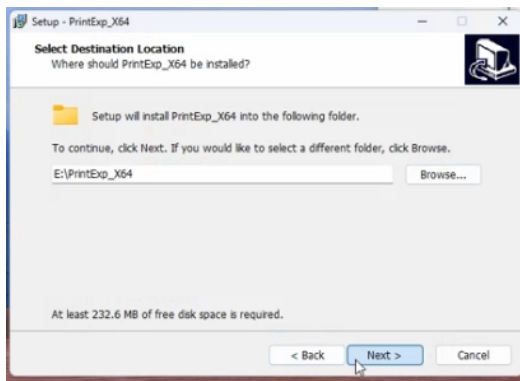 Setup - PrintExp_X64
Select Destination Location
Where should PrintExp_X64 be installed?
Setup will install PrintExp_X64 into the following folder.
To continue, click Next. If you would like to select a different folder, click Browse.
E:\PrintExp_X64
Browse...
At least 232.6 MB of free disk space is required.
< Back
Next >
Cancel